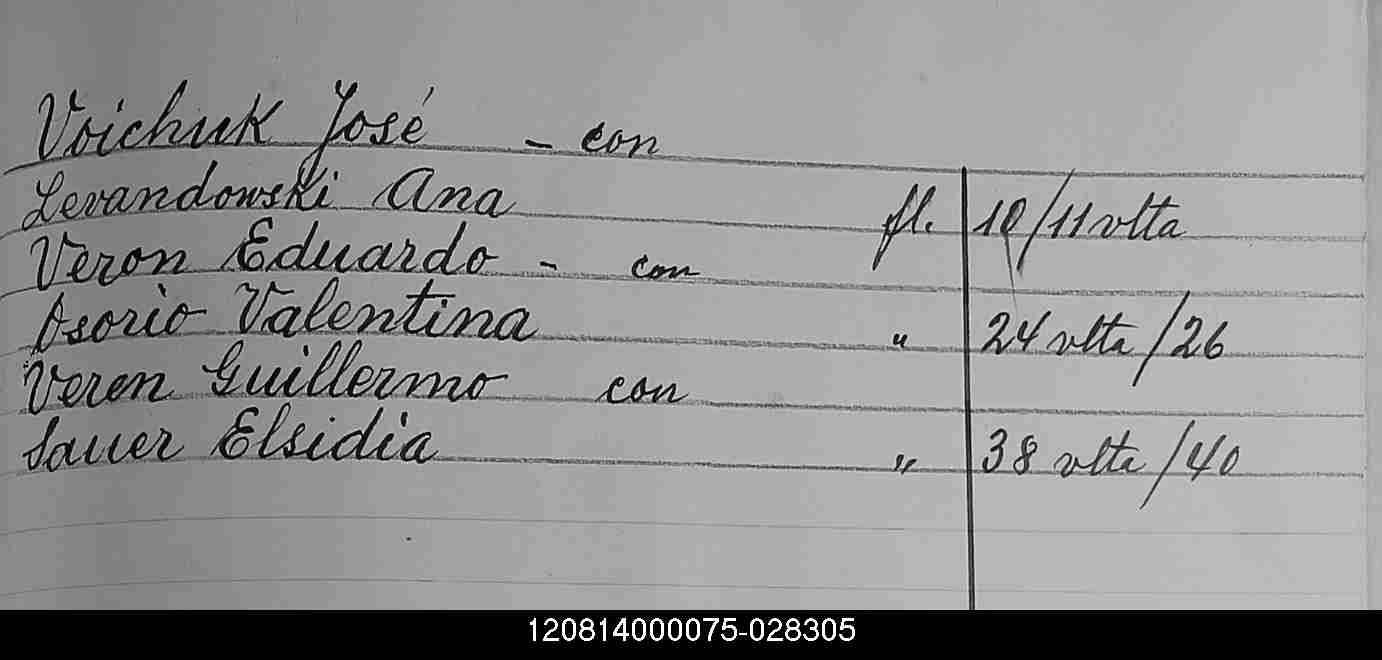 Voichuk José - con
Levandowski Ana fl. 10/11 vlta
Veron Eduardo - con
Osorio Valentina " 24 vlta/26
Veron Guillermo con
Sauer Elsidia " 38 vlta/40
120814000075-028305